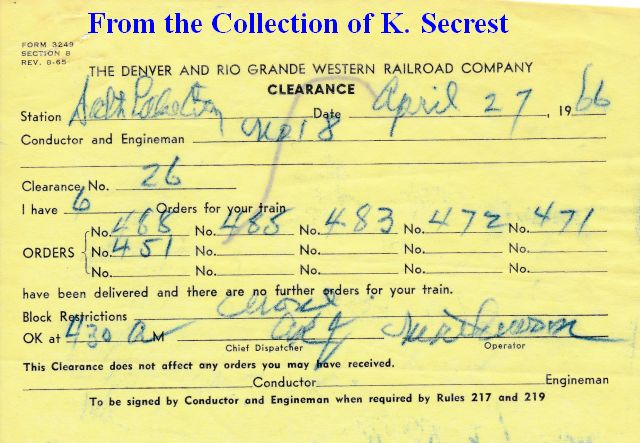 From the Collection of K. Secrest
FORM 3249
SECTION 8
REV. 8-65
THE DENVER AND RIO GRANDE WESTERN RAILROAD COMPANY
CLEARANCE
Station Salt Lake City Date April 27, 1966
Conductor and Engineman No 18
Clearance No. 26
I have 6 Orders for your train
No. 488 No. 485 No. 483 No. 472 No. 471
ORDERS No. 451 No. No. No. No.
No. No. No. No. No.
have been delivered and there are no further orders for your train.
Block Restrictions
OK at 430 A M
Chief Dispatcher Operator
This Clearance does not affect any orders you may have received.
Conductor Engineman
To be signed by Conductor and Engineman when required by Rules 217 and 219